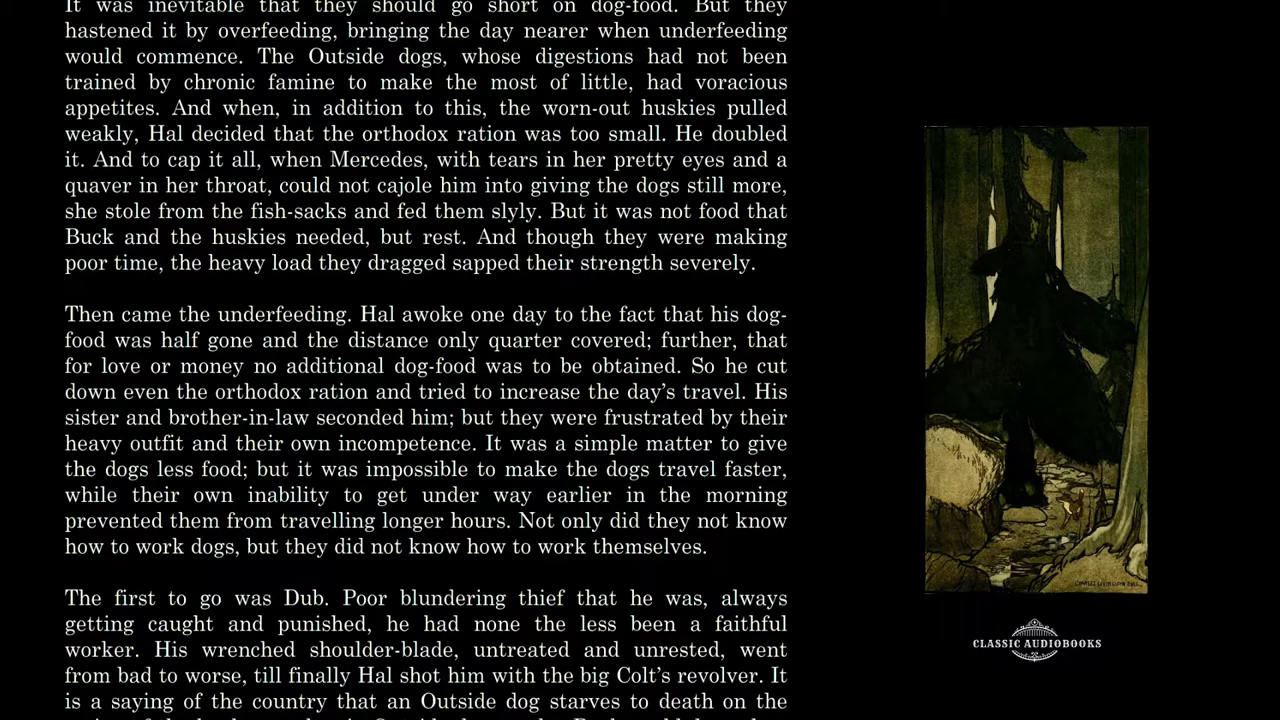 It was inevitable that they should go short on dog-food. But they
hastened it by overfeeding, bringing the day nearer when underfeeding
would commence. The Outside dogs, whose digestions had not been
trained by chronic famine to make the most of little, had voracious
appetites. And when, in addition to this, the worn-out huskies pulled
weakly, Hal decided that the orthodox ration was too small. He doubled
it. And to cap it all, when Mercedes, with tears in her pretty eyes and a
quaver in her throat, could not cajole him into giving the dogs still more,
she stole from the fish-sacks and fed them slyly. But it was not food that
Buck and the huskies needed, but rest. And though they were making
poor time, the heavy load they dragged sapped their strength severely.
Then came the underfeeding. Hal awoke one day to the fact that his dog-
food was half gone and the distance only quarter covered; further, that
for love or money no additional dog-food was to be obtained. So he cut
down even the orthodox ration and tried to increase the day’s travel. His
sister and brother-in-law seconded him; but they were frustrated by their
heavy outfit and their own incompetence. It was a simple matter to give
the dogs less food; but it was impossible to make the dogs travel faster,
while their own inability to get under way earlier in the morning
prevented them from travelling longer hours. Not only did they not know
how to work dogs, but they did not know how to work themselves.
The first to go was Dub. Poor blundering thief that he was, always
getting caught and punished, he had none the less been a faithful
worker. His wrenched shoulder-blade, untreated and unrested, went
from bad to worse, till finally Hal shot him with the big Colt’s revolver. It
is a saying of the country that an Outside dog starves to death on the
CLASSIC AUDIOBOOKS